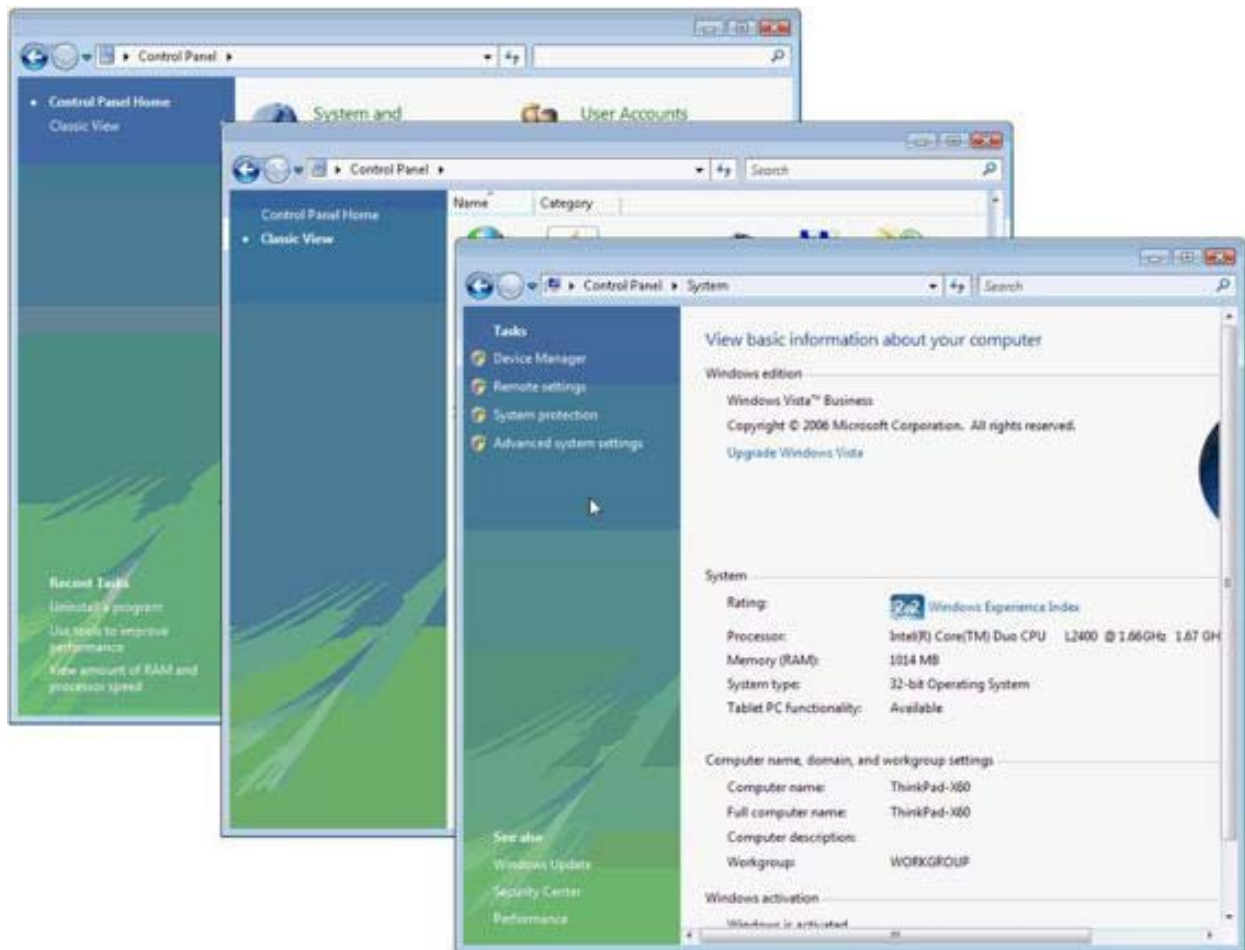 Control Panel
Control Panel Home
Classic View
System and
User Accounts
Recent Tasks
Uninstall a program
Use tools to improve
performance
View amount of RAM and
processor speed
Control Panel
Search
Control Panel Home
Classic View
Name
Category
Control Panel
System
Search
Tasks
Device Manager
Remote settings
System protection
Advanced system settings
See also
Windows Update
Security Center
Performance
View basic information about your computer
Windows edition
Windows Vista™ Business
Copyright © 2006 Microsoft Corporation. All rights reserved.
Upgrade Windows Vista
System
Rating:
Windows Experience Index
Processor: Intel(R) Core(TM) Duo CPU L2400 @ 1.66GHz 1.67 GH
Memory (RAM): 1014 MB
System type: 32-bit Operating System
Tablet PC functionality: Available
Computer name, domain, and workgroup settings
Computer name: ThinkPad-X60
Full computer name: ThinkPad-X60
Computer description:
Workgroup: WORKGROUP
Windows activation
Windows is activated